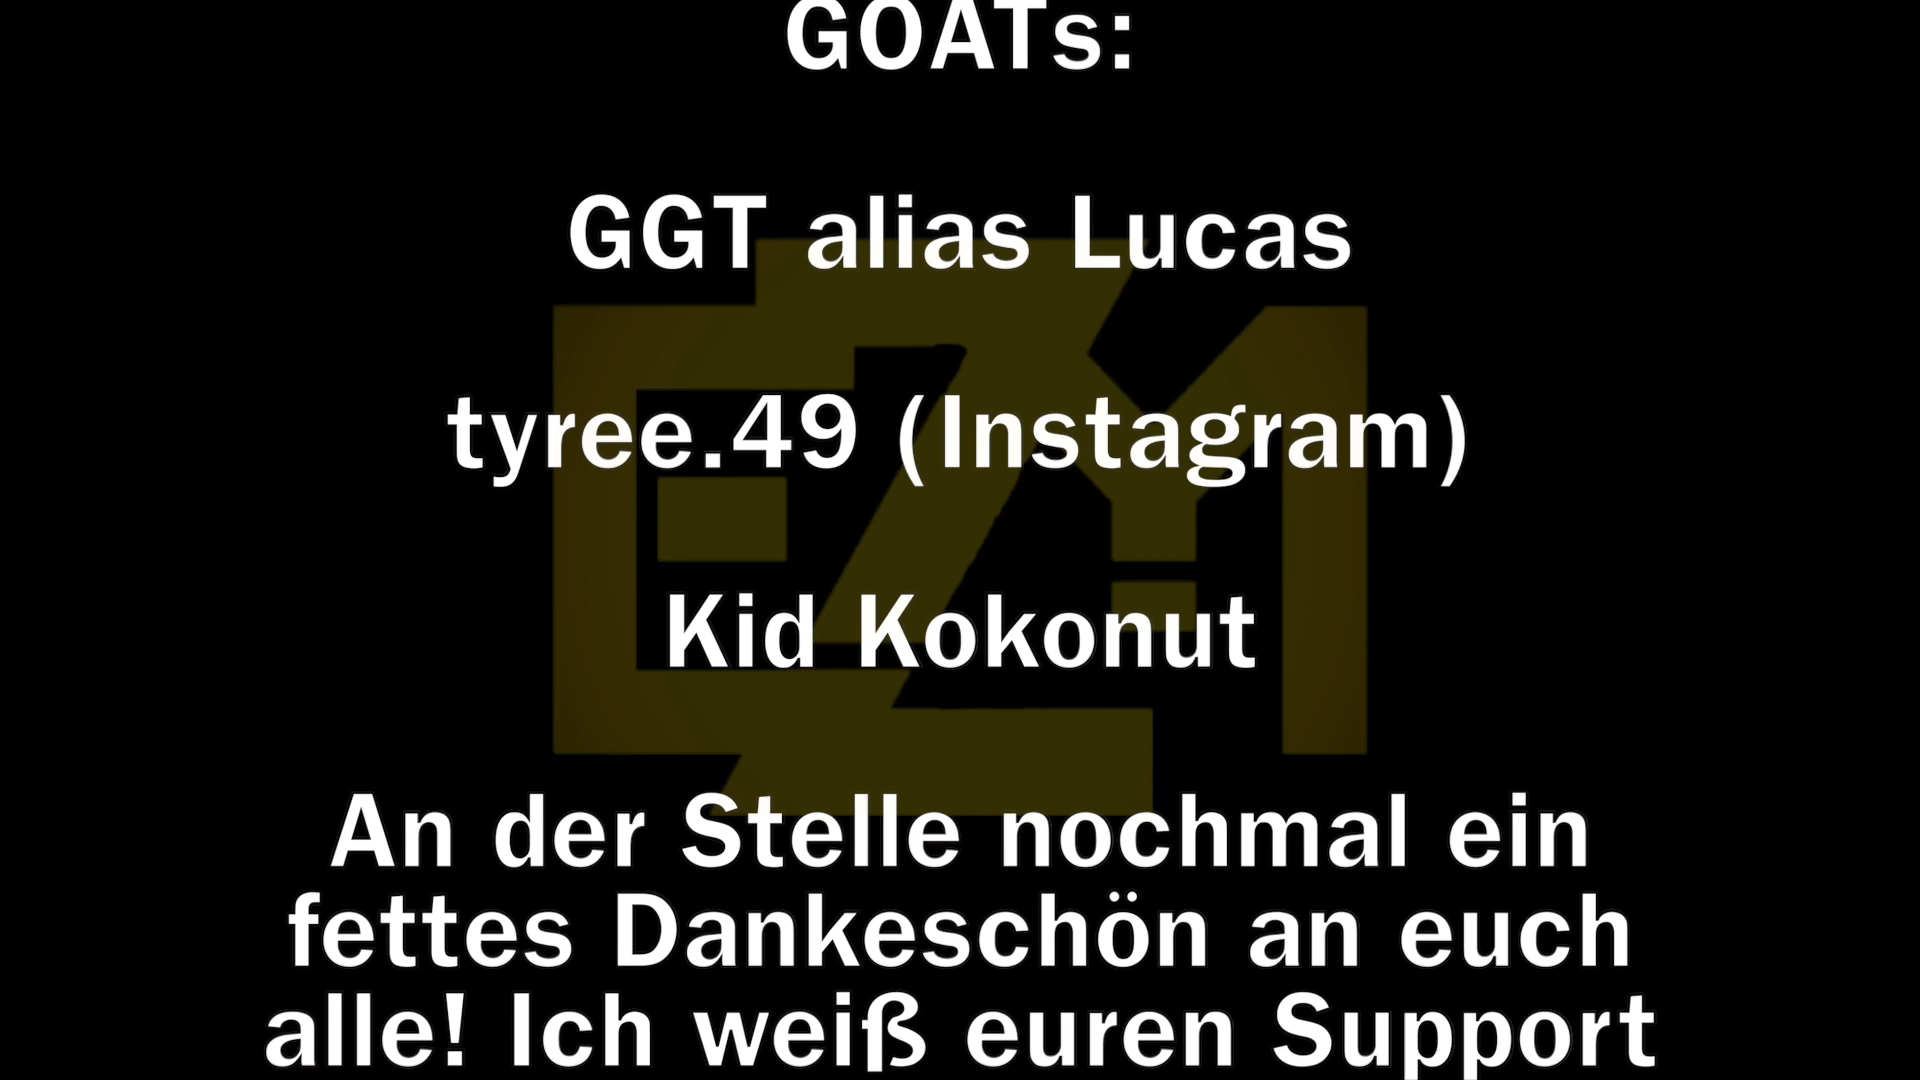 GOATs:
GGT alias Lucas
tyree.49 (Instagram)
Kid Kokonut
An der Stelle nochmal ein
fettes Dankeschön an euch
alle! Ich weiß euren Support